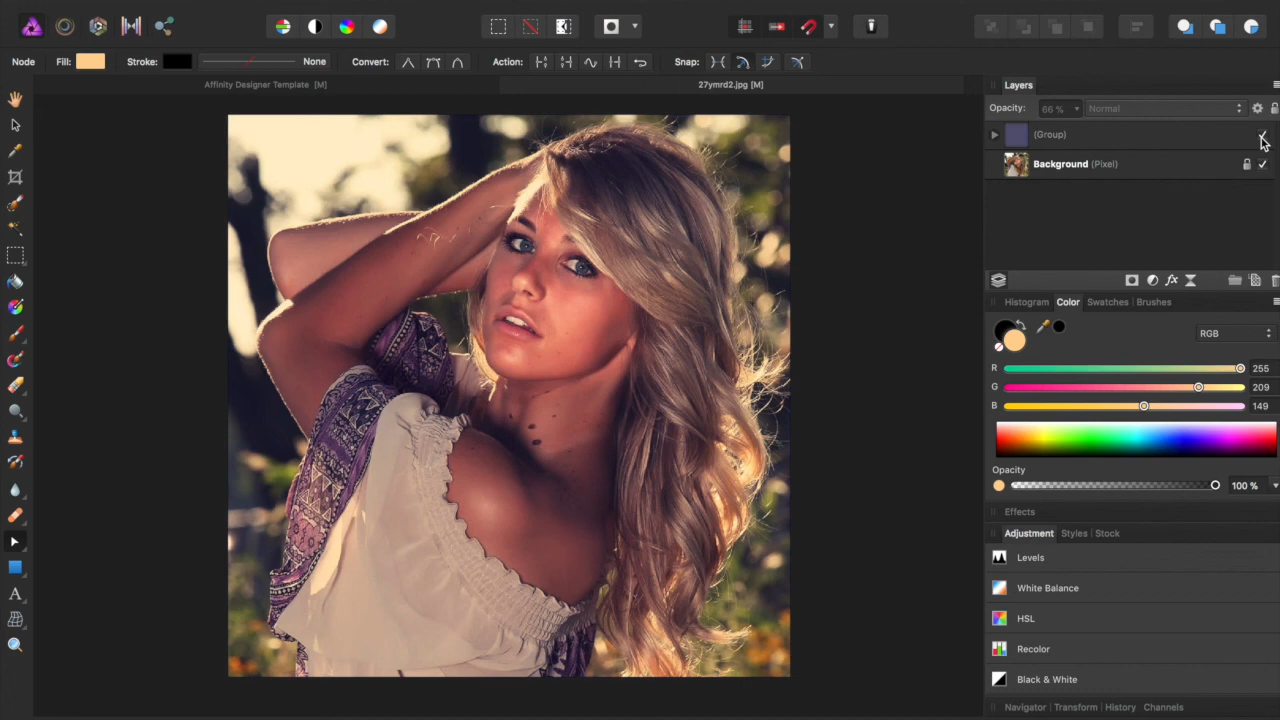 Node Fill: Stroke: None Convert: Action: Snap:
Affinity Designer Template [M] 27ymrd2.jpg [M]
Layers
Opacity: 66 % Normal
(Group)
Background (Pixel)
Histogram Color Swatches Brushes
RGB
R 255
G 209
B 149
Opacity
100 %
Effects
Adjustment Styles Stock
Levels
White Balance
HSL
Recolor
Black & White
Navigator Transform History Channels